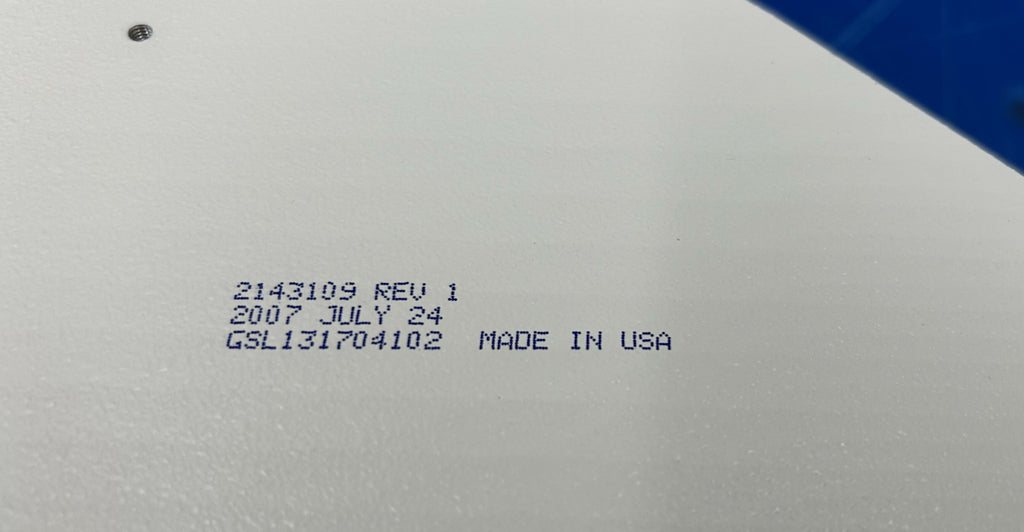 2143109 REV 1
2007 JULY 24
GSL131704102 MADE IN USA